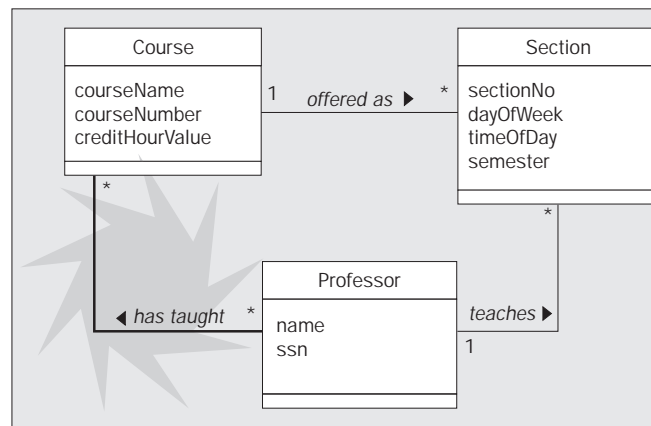 Course
courseName
courseNumber
creditHourValue
Section
sectionNo
dayOfWeek
timeOfDay
semester
1 offered as ▶ *
*
*
Professor
name
ssn
◀ has taught *
teaches ▶
1